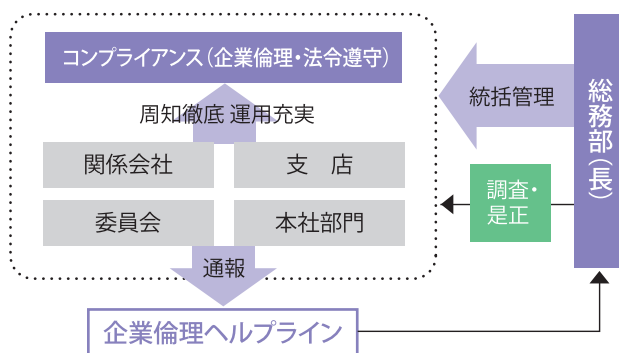 コンプライアンス(企業倫理・法令遵守)
周知徹底 運用充実
関係会社
支　店
委員会
本社部門
通報
企業倫理ヘルプライン
統括管理
調査・
是正
総務部(長)